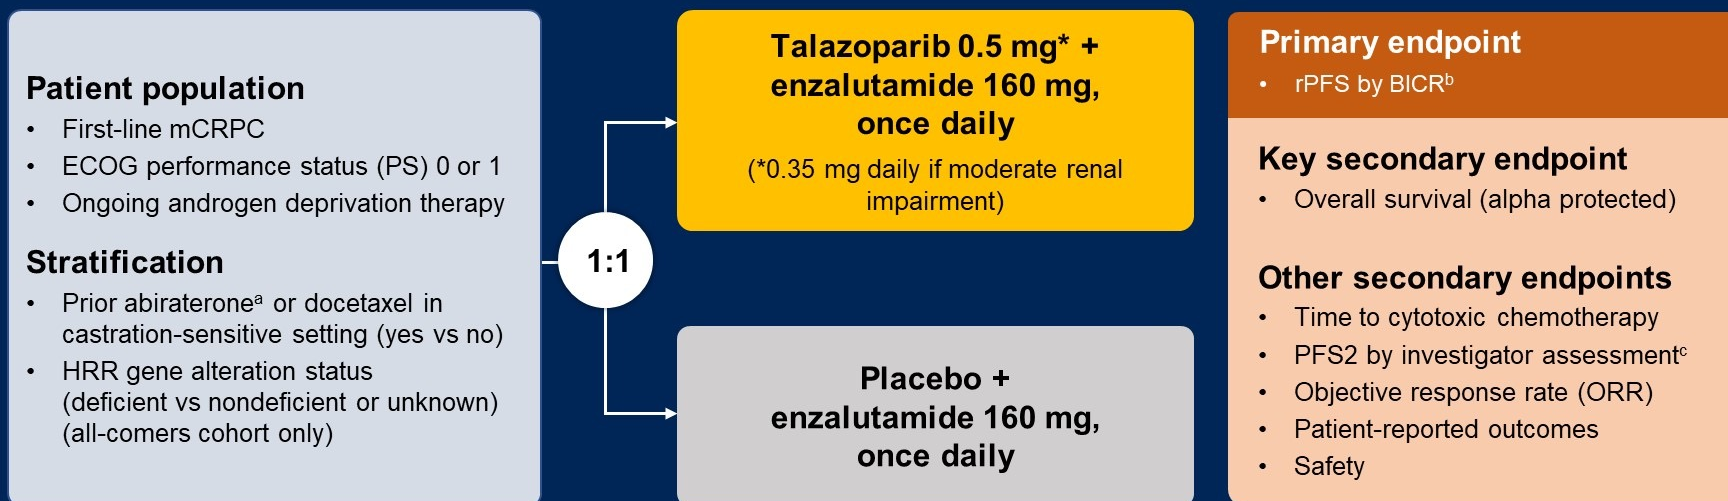 Patient population
• First-line mCRPC
• ECOG performance status (PS) 0 or 1
• Ongoing androgen deprivation therapy
Stratification
• Prior abirateroneᵃ or docetaxel in
castration-sensitive setting (yes vs no)
• HRR gene alteration status
(deficient vs nondeficient or unknown)
(all-comers cohort only)
1:1
Talazoparib 0.5 mg* +
enzalutamide 160 mg,
once daily
(*0.35 mg daily if moderate renal
impairment)
Placebo +
enzalutamide 160 mg,
once daily
Primary endpoint
• rPFS by BICRᵇ
Key secondary endpoint
• Overall survival (alpha protected)
Other secondary endpoints
• Time to cytotoxic chemotherapy
• PFS2 by investigator assessmentᶜ
• Objective response rate (ORR)
• Patient-reported outcomes
• Safety